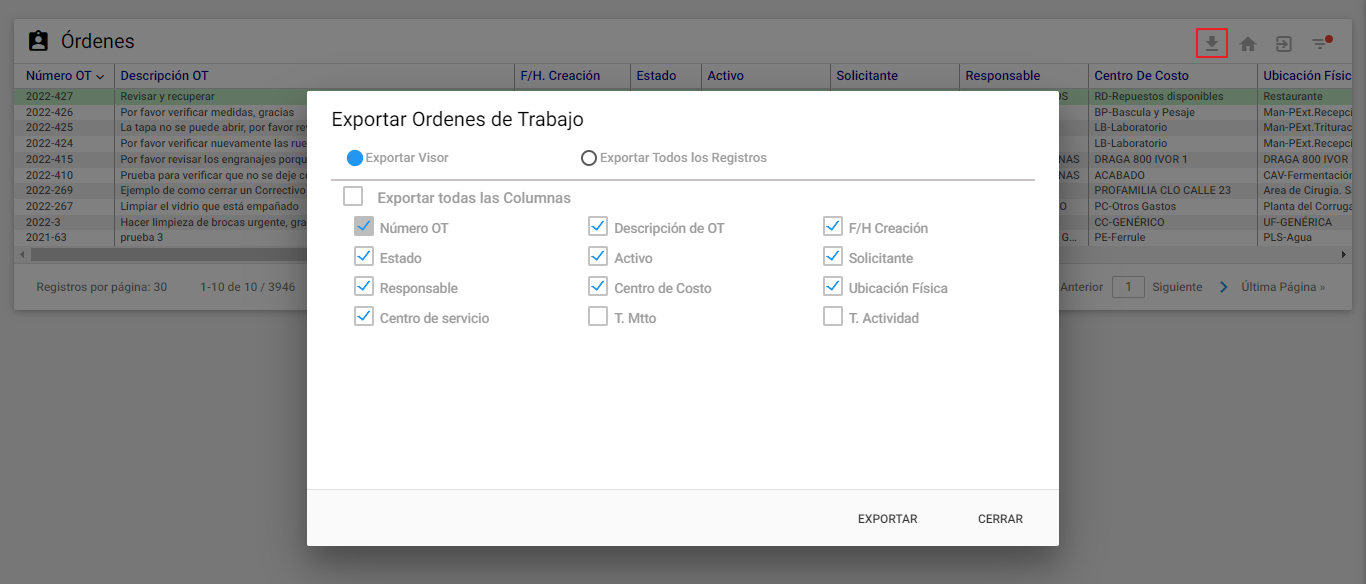 Órdenes
Número OT Descripción OT F/H. Creación Estado Activo Solicitante Responsable Centro De Costo Ubicación Físic
2022-427 Revisar y recuperar OS RD-Repuestos disponibles Restaurante
2022-426 Por favor verificar medidas, gracias BP-Bascula y Pesaje Man-PExt.Recepci
2022-425 La tapa no se puede abrir, por favor re LB-Laboratorio Man-PExt.Triturac
2022-424 Por favor verificar nuevamente las rue LB-Laboratorio Man-PExt.Recepci
2022-415 Por favor revisar los engranajes porqu NAS DRAGA 800 IVOR 1 DRAGA 800 IVOR
2022-410 Prueba para verificar que no se deje c NAS ACABADO CAV-Fermentación
2022-269 Ejemplo de como cerrar un Correctivo PROFAMILIA CLO CALLE 23 Area de Cirugia. S
2022-267 Limpiar el vidrio que está empañado O PC-Otros Gastos Planta del Corruga
2022-3 Hacer limpieza de brocas urgente, gra CC-GENÉRICO UF-GENÉRICA
2021-63 prueba 3 G... PE-Ferrule PLS-Agua
Registros por página: 30 1-10 de 10 / 3946 Anterior 1 Siguiente Última Página »
Exportar Ordenes de Trabajo
Exportar Visor Exportar Todos los Registros
Exportar todas las Columnas
Número OT Descripción de OT F/H Creación
Estado Activo Solicitante
Responsable Centro de Costo Ubicación Física
Centro de servicio T. Mtto T. Actividad
EXPORTAR CERRAR